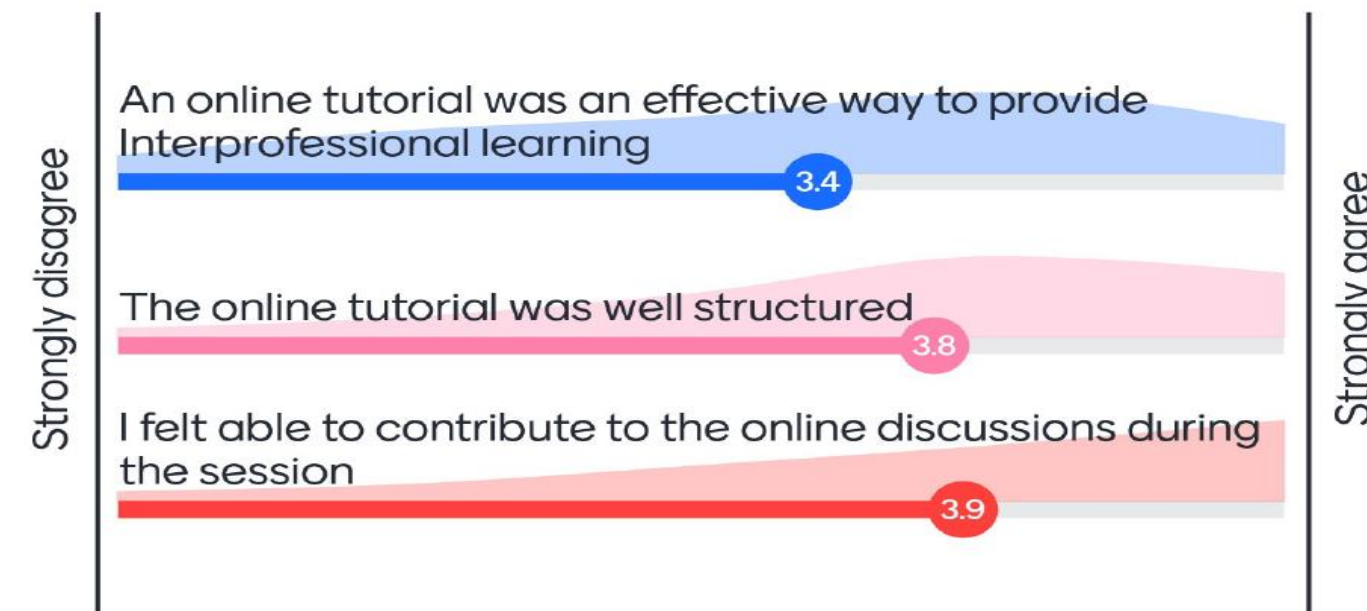 Strongly disagree
An online tutorial was an effective way to provide
Interprofessional learning
3.4
The online tutorial was well structured
3.8
I felt able to contribute to the online discussions during
the session
3.9
Strongly agree